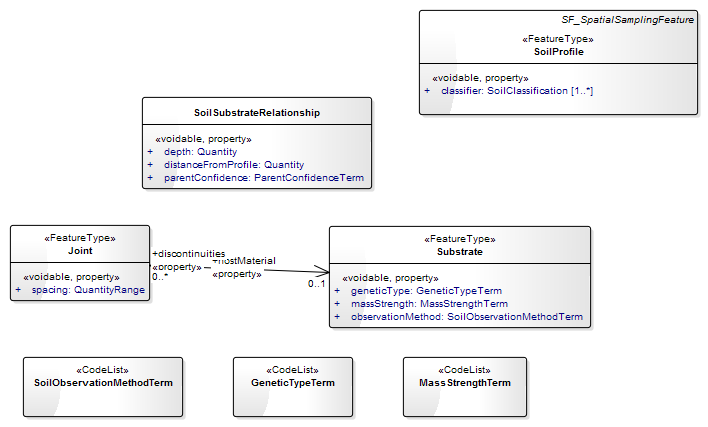 SF_SpatialSamplingFeature
«FeatureType»
SoilProfile
«voidable, property»
+ classifier: SoilClassification [1..*]
SoilSubstrateRelationship
«voidable, property»
+ depth: Quantity
+ distanceFromProfile: Quantity
+ parentConfidence: ParentConfidenceTerm
«FeatureType»
Joint
«voidable, property»
+ spacing: QuantityRange
+discontinuities
«property»
0..*
hostMaterial
«property»
0..1
«FeatureType»
Substrate
«voidable, property»
+ geneticType: GeneticTypeTerm
+ massStrength: MassStrengthTerm
+ observationMethod: SoilObservationMethodTerm
«CodeList»
SoilObservationMethodTerm
«CodeList»
GeneticTypeTerm
«CodeList»
MassStrengthTerm